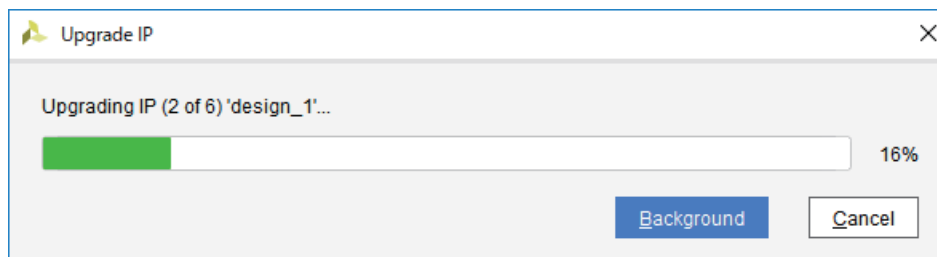 Upgrade IP
Upgrading IP (2 of 6) 'design_1'...
16%
Background
Cancel